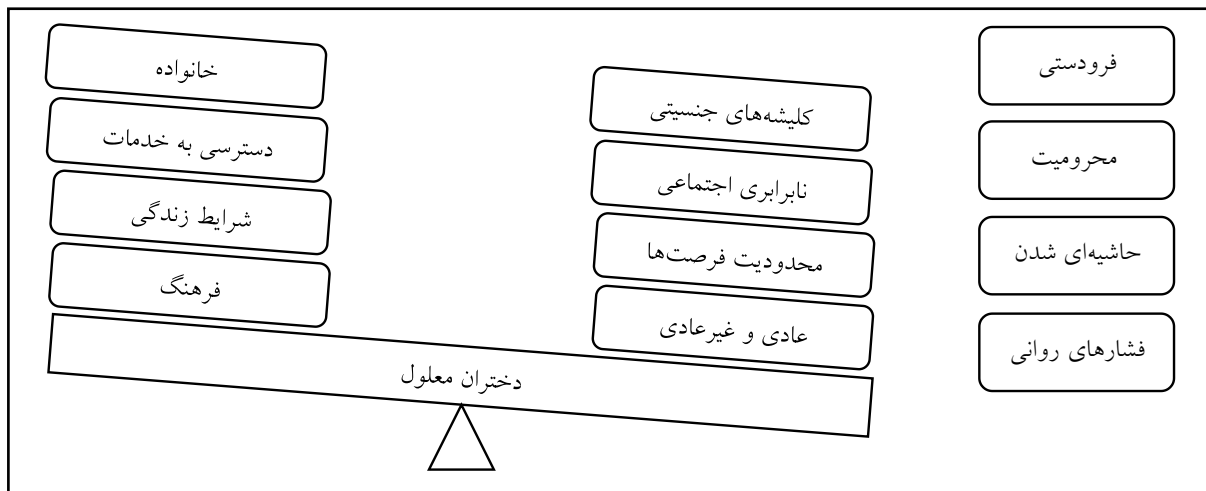 فرودستی
محرومیت
حاشیه‌ای شدن
فشارهای روانی
کلیشه‌های جنسیتی
نابرابری اجتماعی
محدودیت فرصت‌ها
عادی و غیرعادی
خانواده
دسترسی به خدمات
شرایط زندگی
فرهنگ
دختران معلول